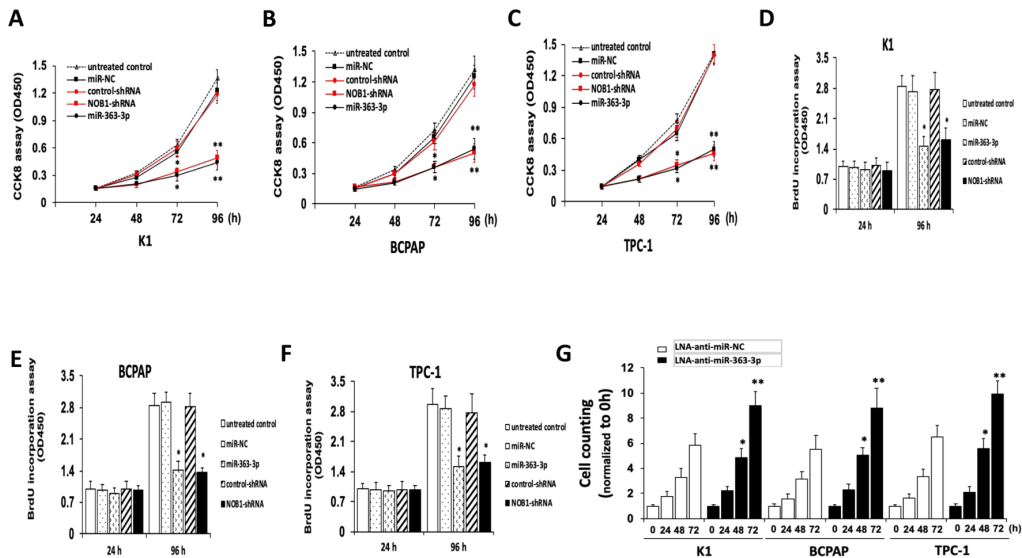 A
CCK8 assay (OD450)
1.5
1.2
0.9
0.6
0.3
0
untreated control
miR-NC
control-shRNA
NOB1-shRNA
miR-363-3p
*
*
**
**
24 48 72 96 (h)
K1
B
CCK8 assay (OD450)
1.5
1.2
0.9
0.6
0.3
0
untreated control
miR-NC
control-shRNA
NOB1-shRNA
miR-363-3p
*
*
**
**
24 48 72 96 (h)
BCPAP
C
CCK8 assay (OD450)
1.5
1.2
0.9
0.6
0.3
0
untreated control
miR-NC
control-shRNA
NOB1-shRNA
miR-363-3p
*
*
**
**
24 48 72 96 (h)
TPC-1
D
K1
BrdU incorporation assay
(OD450)
3.5
2.8
2.1
1.4
0.7
0
* *
24 h 96 h
untreated control
miR-NC
miR-363-3p
control-shRNA
NOB1-shRNA
E
BCPAP
BrdU incorporation assay
(OD450)
3.5
2.8
2.1
1.4
0.7
0
* *
24 h 96 h
untreated control
miR-NC
miR-363-3p
control-shRNA
NOB1-shRNA
F
TPC-1
BrdU incorporation assay
(OD450)
3.5
2.8
2.1
1.4
0.7
0
* *
24 h 96 h
untreated control
miR-NC
miR-363-3p
control-shRNA
NOB1-shRNA
G
LNA-anti-miR-NC
LNA-anti-miR-363-3p
Cell counting
(normalized to 0h)
12
10
8
6
4
2
0
* ** * ** * **
0 24 48 72 0 24 48 72 0 24 48 72 0 24 48 72 0 24 48 72 0 24 48 72 (h)
K1 BCPAP TPC-1